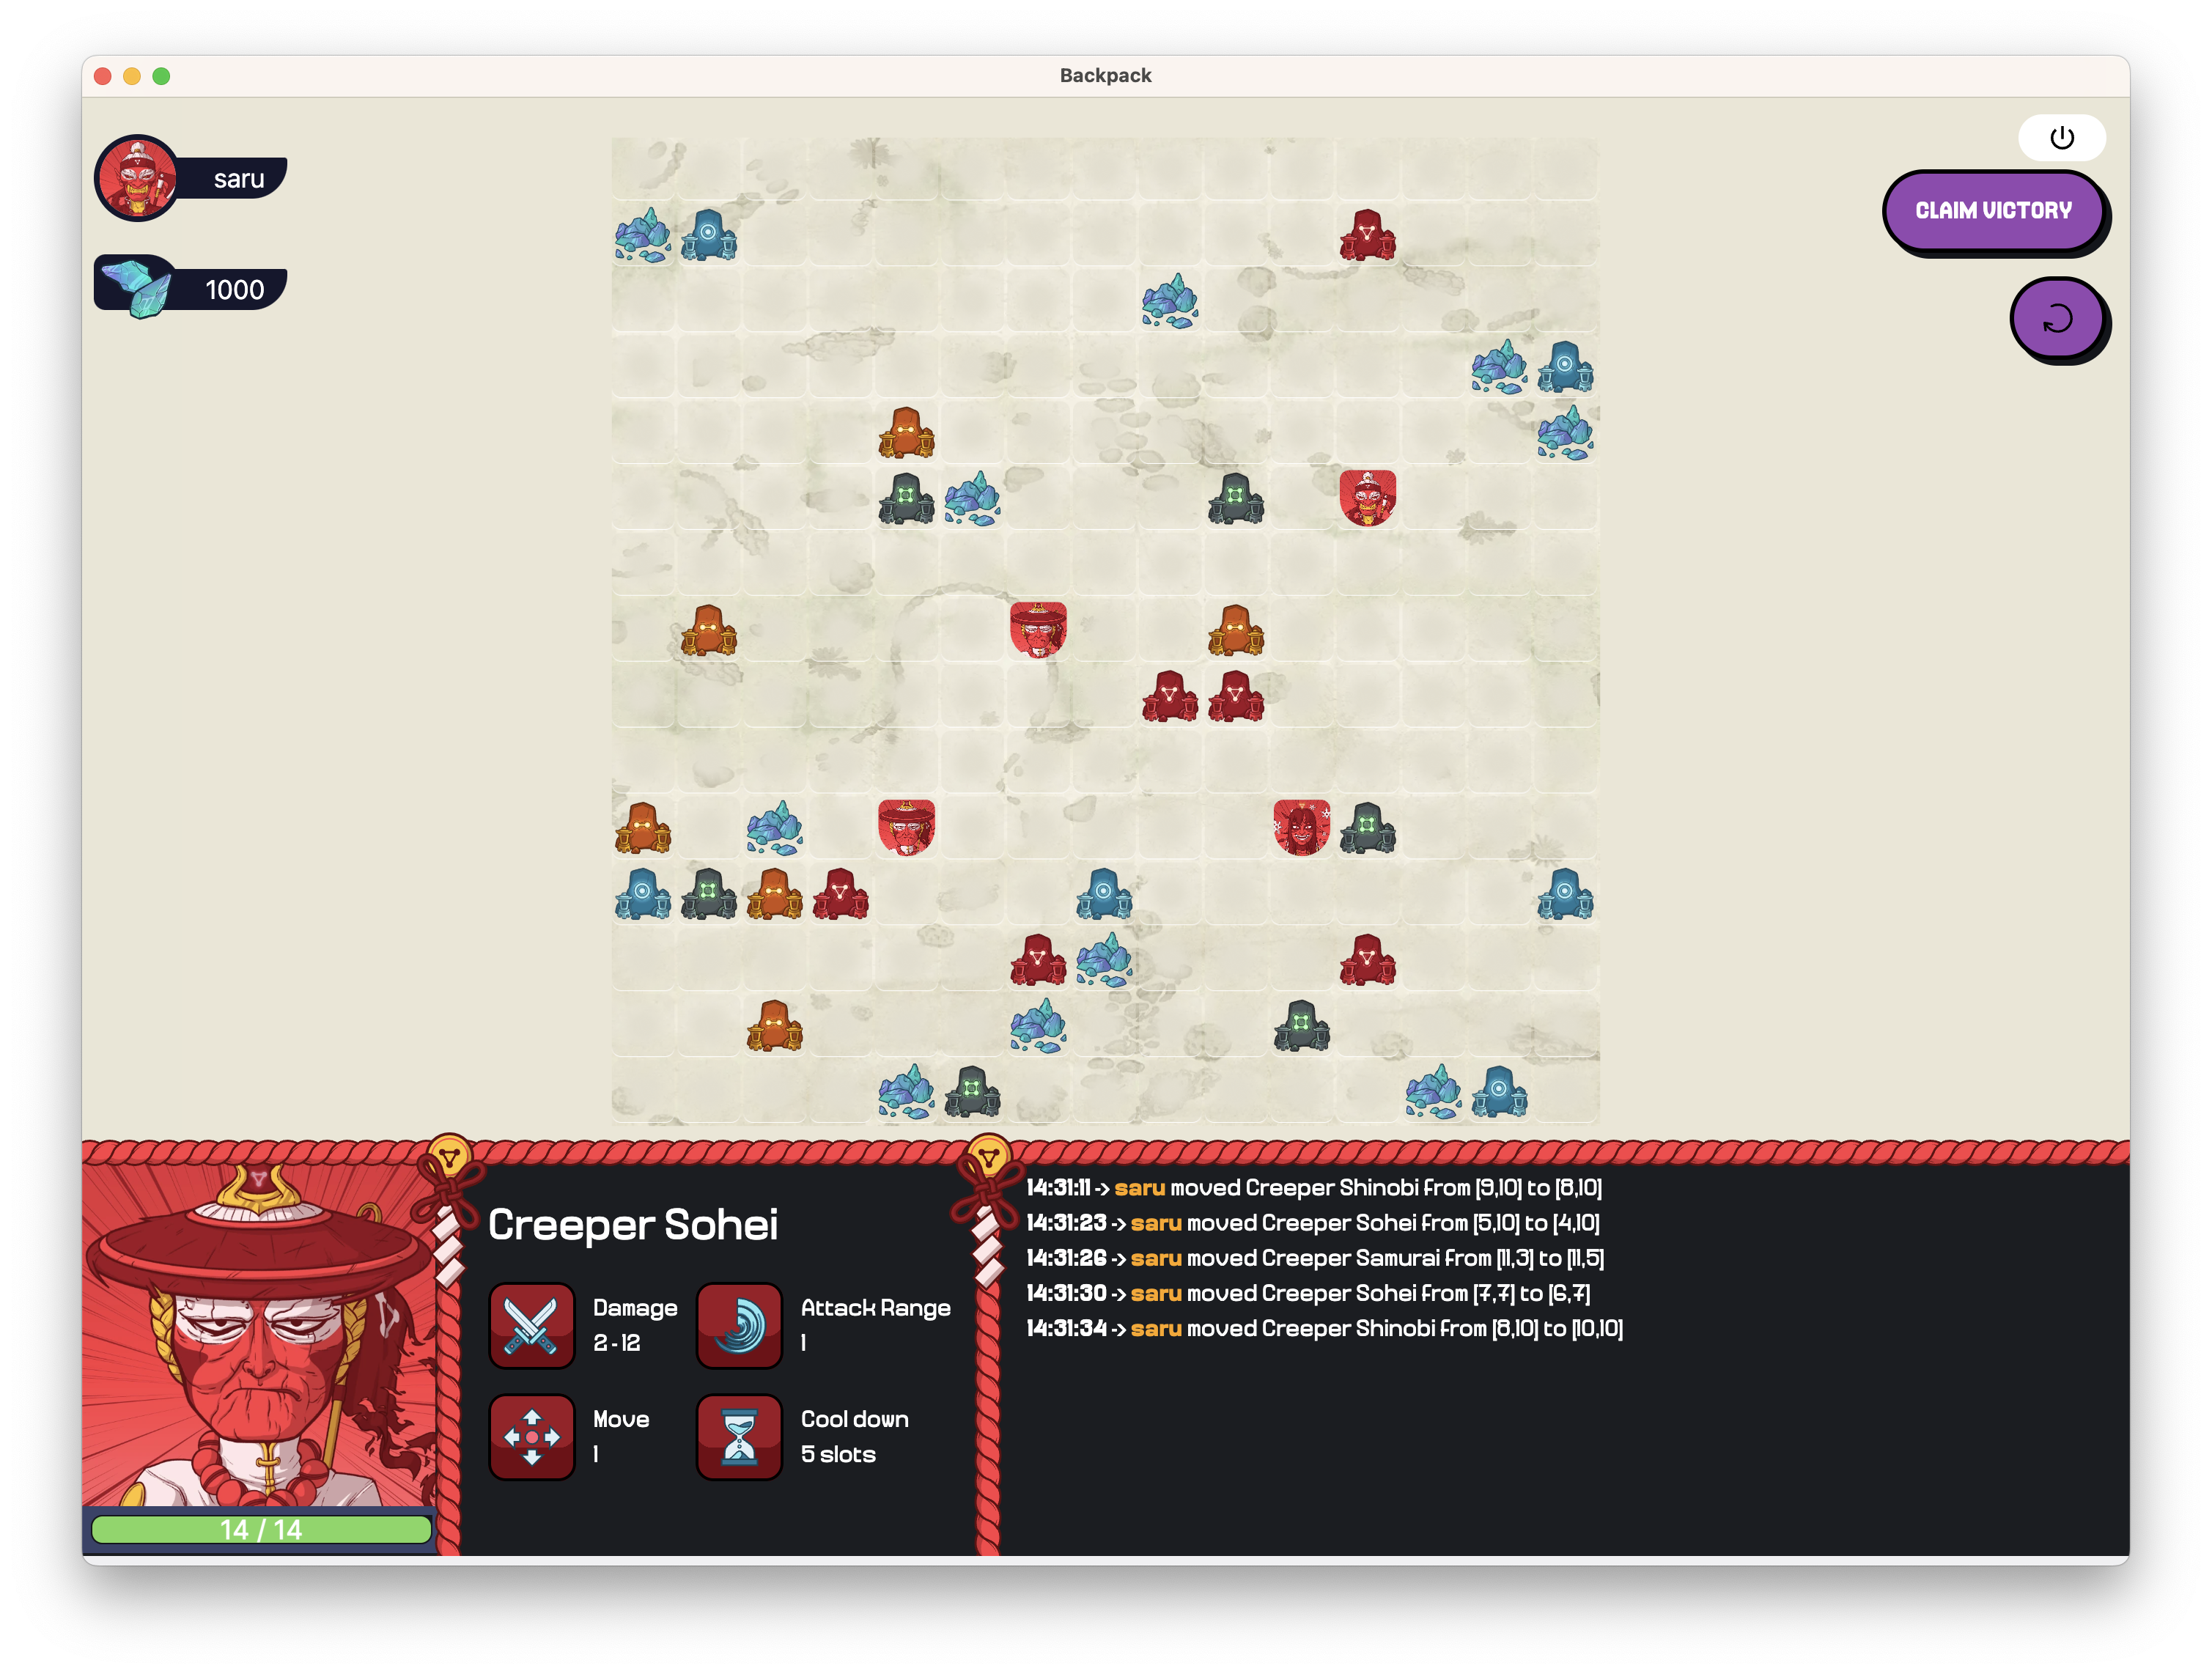 Backpack
saru
CLAIM VICTORY
1000
14:31:11 -> saru moved Creeper Shinobi from [9,10] to [8,10]
14:31:23 -> saru moved Creeper Sohei from [5,10] to [4,10]
14:31:26 -> saru moved Creeper Samurai from [11,3] to [11,5]
14:31:30 -> saru moved Creeper Sohei from [7,7] to [6,7]
14:31:34 -> saru moved Creeper Shinobi from [8,10] to [10,10]
Creeper Sohei
Damage
2 - 12
Attack Range
1
Move
1
Cool down
5 slots
14 / 14